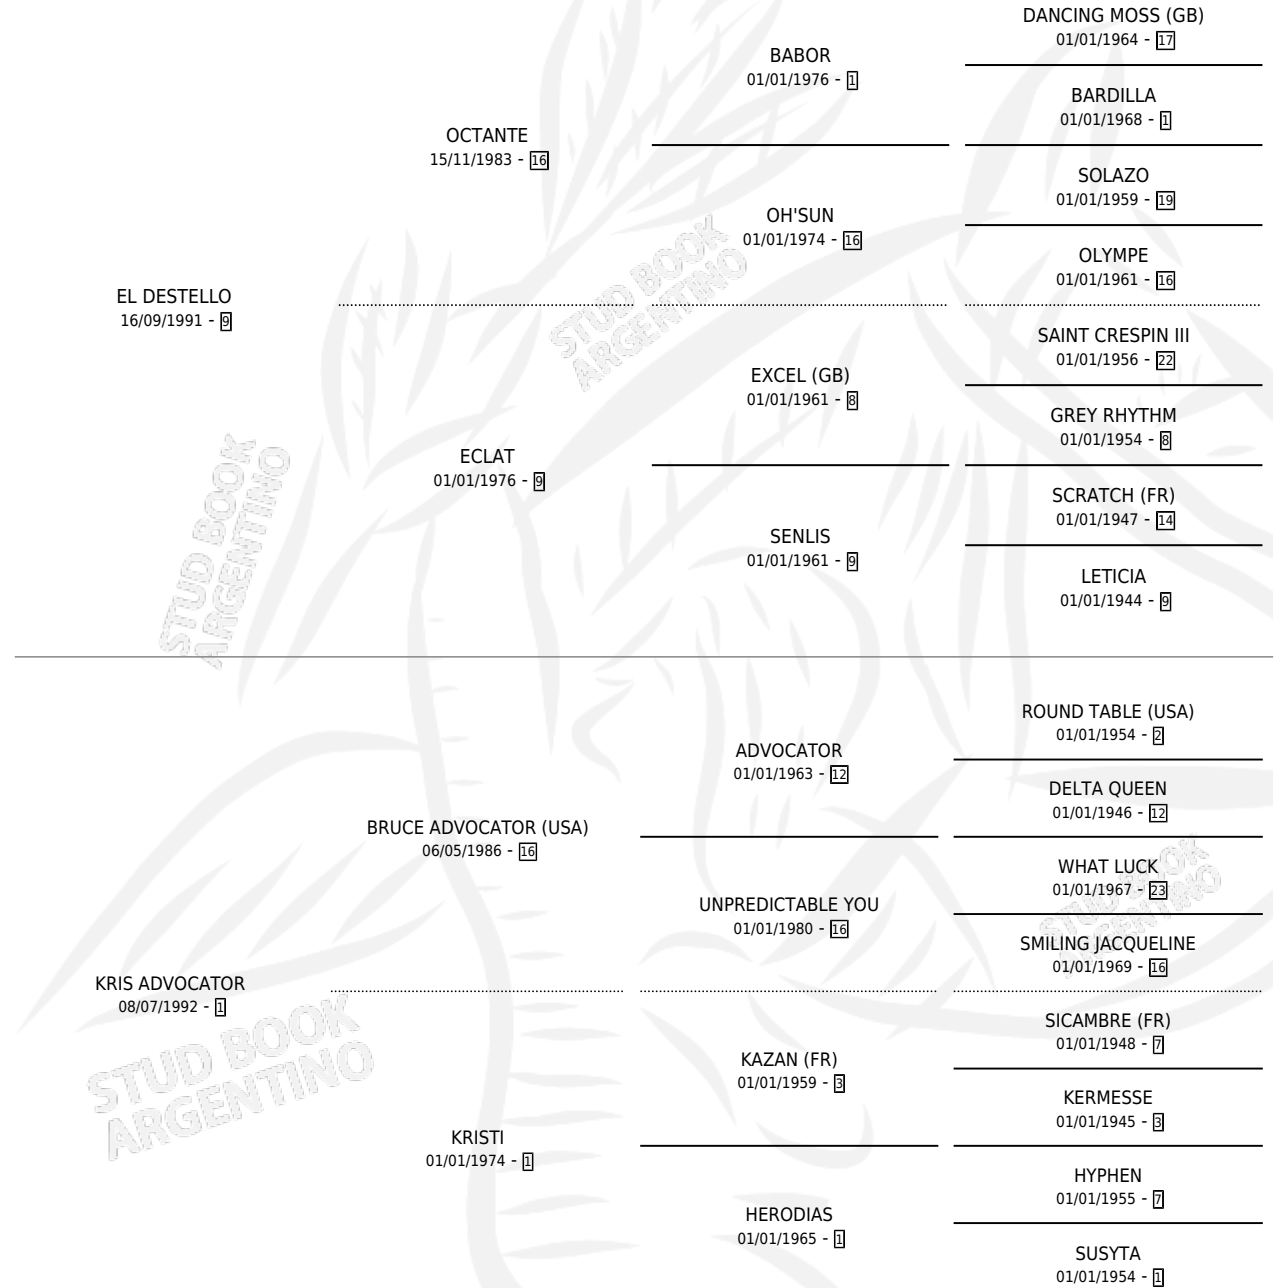 DANCING MOSS (GB)
01/01/1964 - 17
BABOR
01/01/1976 - 1
BARDILLA
01/01/1968 - 1
OCTANTE
15/11/1983 - 16
SOLAZO
01/01/1959 - 19
OH'SUN
01/01/1974 - 16
OLYMPE
01/01/1961 - 16
EL DESTELLO
16/09/1991 - 9
SAINT CRESPIN III
01/01/1956 - 22
EXCEL (GB)
01/01/1961 - 8
GREY RHYTHM
01/01/1954 - 8
ECLAT
01/01/1976 - 9
SCRATCH (FR)
01/01/1947 - 14
SENLIS
01/01/1961 - 9
LETICIA
01/01/1944 - 9
STUD BOOK
ARGENTINO
STUD BOOK
ARGENTINO
ROUND TABLE (USA)
01/01/1954 - 2
ADVOCATOR
01/01/1963 - 12
DELTA QUEEN
01/01/1946 - 12
BRUCE ADVOCATOR (USA)
06/05/1986 - 16
WHAT LUCK
01/01/1967 - 23
UNPREDICTABLE YOU
01/01/1980 - 16
SMILING JACQUELINE
01/01/1969 - 16
KRIS ADVOCATOR
08/07/1992 - 1
SICAMBRE (FR)
01/01/1948 - 7
KAZAN (FR)
01/01/1959 - 3
KERMESSE
01/01/1945 - 3
KRISTI
01/01/1974 - 1
HYPHEN
01/01/1955 - 7
HERODIAS
01/01/1965 - 1
SUSYTA
01/01/1954 - 1
STUD BOOK
ARGENTINO
STUD BOOK
ARGENTINO